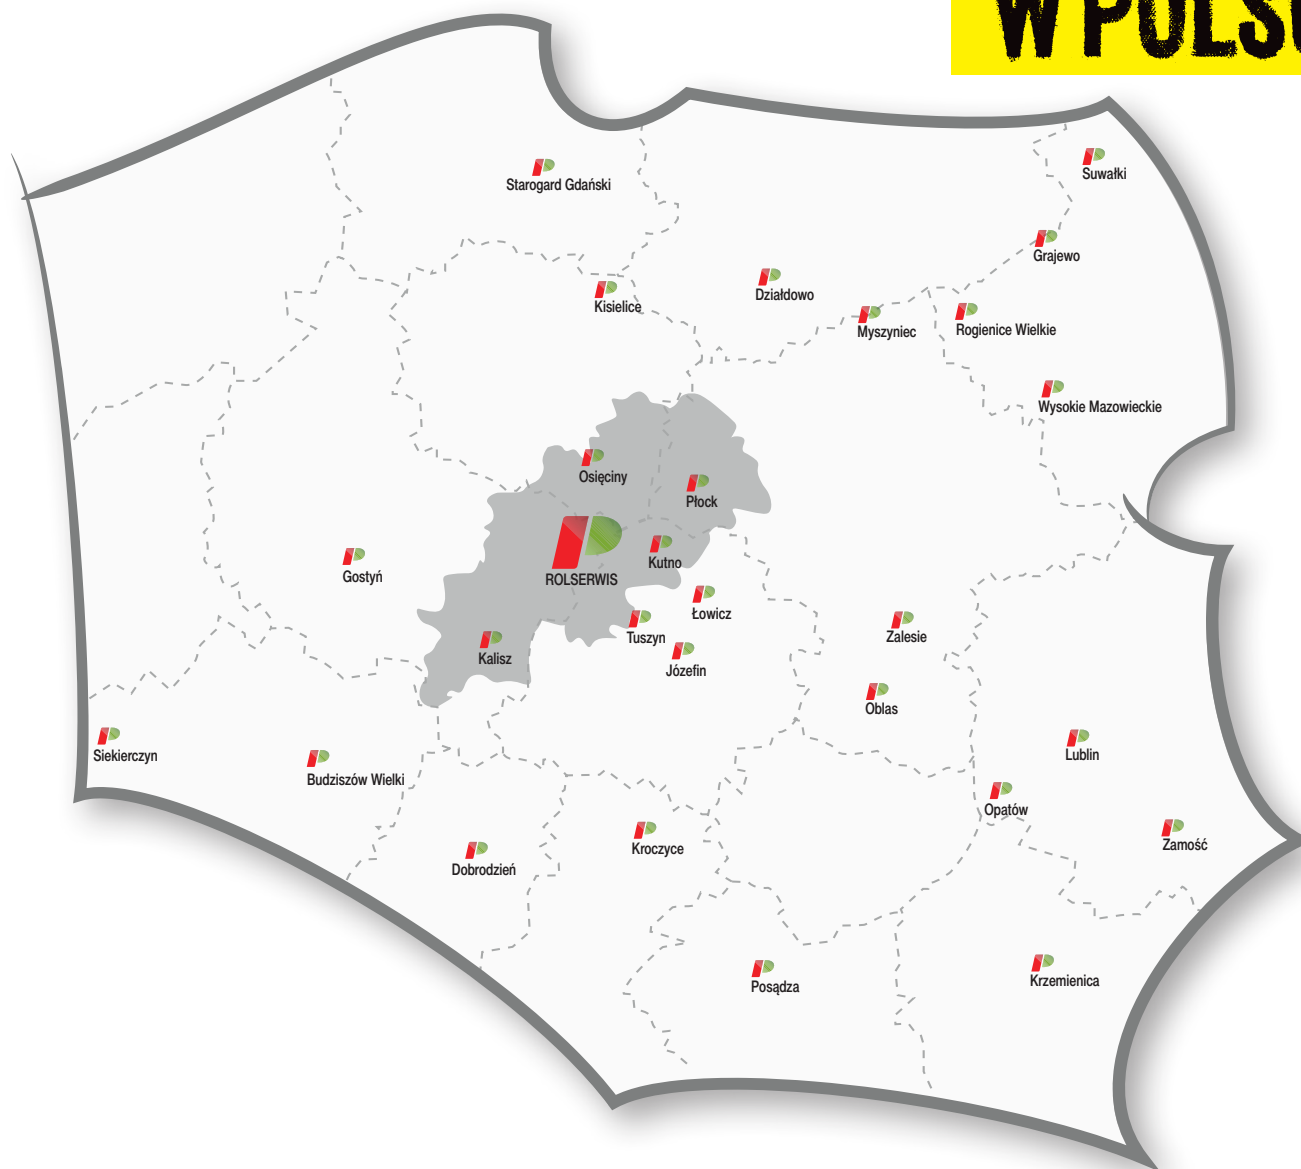 Suwałki
Starogard Gdański
Grajewo
Działdowo
Kisielice
Rogienice Wielkie
Myszyniec
Wysokie Mazowieckie
Osięciny
Płock
Kutno
Gostyń
ROLSERWIS
Łowicz
Tuszyn
Zalesie
Kalisz
Józefin
Oblas
Siekierczyn
Lublin
Budziszów Wielki
Opatów
Zamość
Kroczyce
Dobrodzień
Krzemienica
Posądza